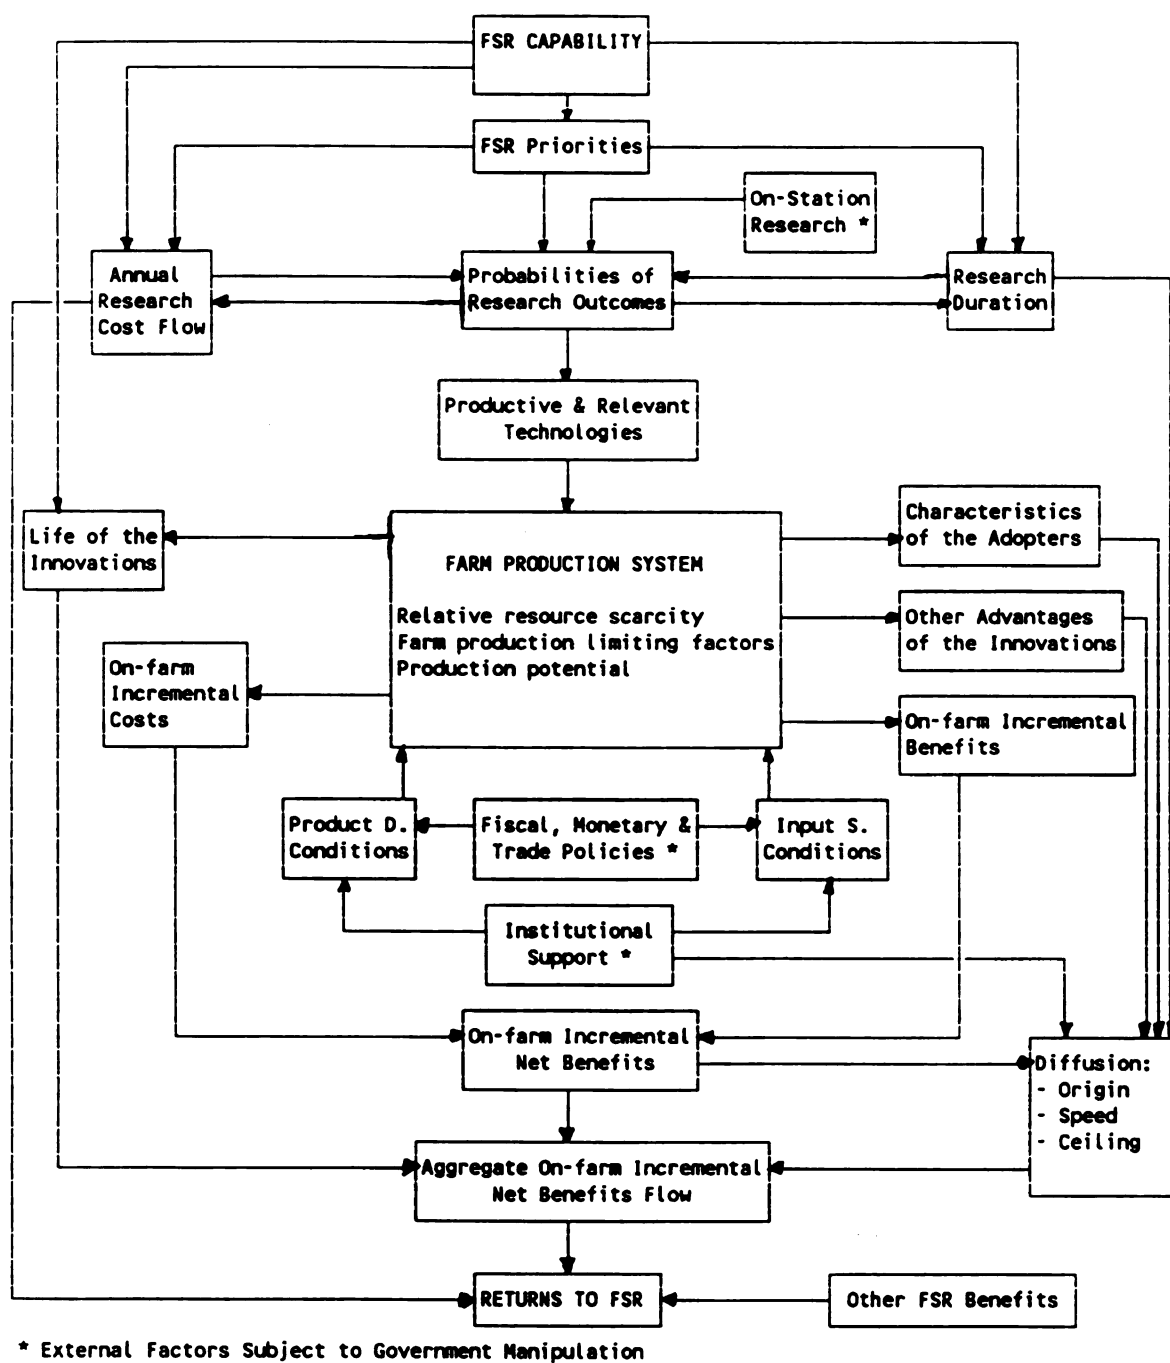 FSR CAPABILITY
FSR Priorities
On-Station
Research *
Annual
Research
Cost Flow
Probabilities of
Research Outcomes
Research
Duration
Productive & Relevant
Technologies
Life of the
Innovations
FARM PRODUCTION SYSTEM
Relative resource scarcity
Farm production limiting factors
Production potential
Characteristics
of the Adopters
Other Advantages
of the Innovations
On-farm
Incremental
Costs
On-farm Incremental
Benefits
Product D.
Conditions
Fiscal, Monetary &
Trade Policies *
Input S.
Conditions
Institutional
Support *
On-farm Incremental
Net Benefits
Diffusion:
- Origin
- Speed
- Ceiling
Aggregate On-farm Incremental
Net Benefits Flow
RETURNS TO FSR
Other FSR Benefits
* External Factors Subject to Government Manipulation